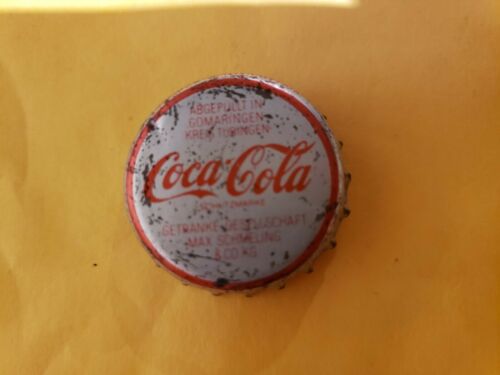 ABGEFÜLLT IN
GOMARINGEN
KREIS TÜBINGEN
Coca-Cola
SCHUTZMARKE
GETRÄNKE-GESELLSCHAFT
MAX SCHMELING
& CO KG